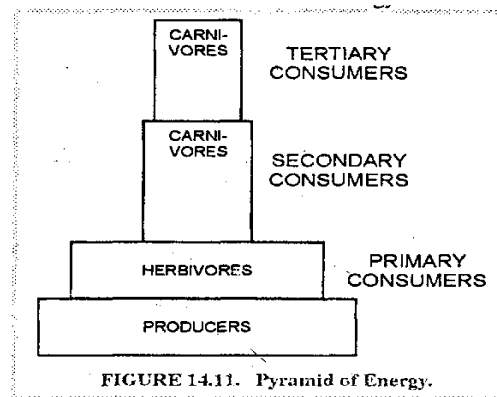 CARNI-
VORES
TERTIARY
CONSUMERS
CARNI-
VORES
SECONDARY
CONSUMERS
HERBIVORES
PRIMARY
CONSUMERS
PRODUCERS
FIGURE 14.11. Pyramid of Energy.